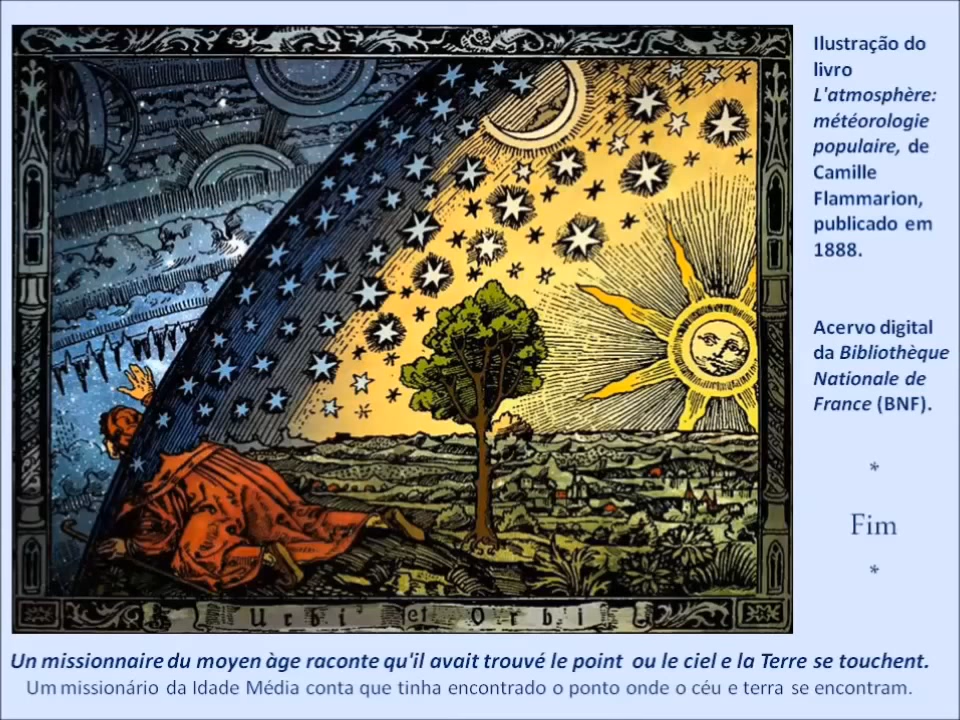 Ilustração do
livro
L'atmosphère:
météorologie
populaire, de
Camille
Flammarion,
publicado em
1888.
Acervo digital
da Bibliothèque
Nationale de
France (BNF).
*
Fim
*
Urbi et Orbi
Un missionnaire du moyen àge raconte qu'il avait trouvé le point ou le ciel e la Terre se touchent.
Um missionário da Idade Média conta que tinha encontrado o ponto onde o céu e terra se encontram.